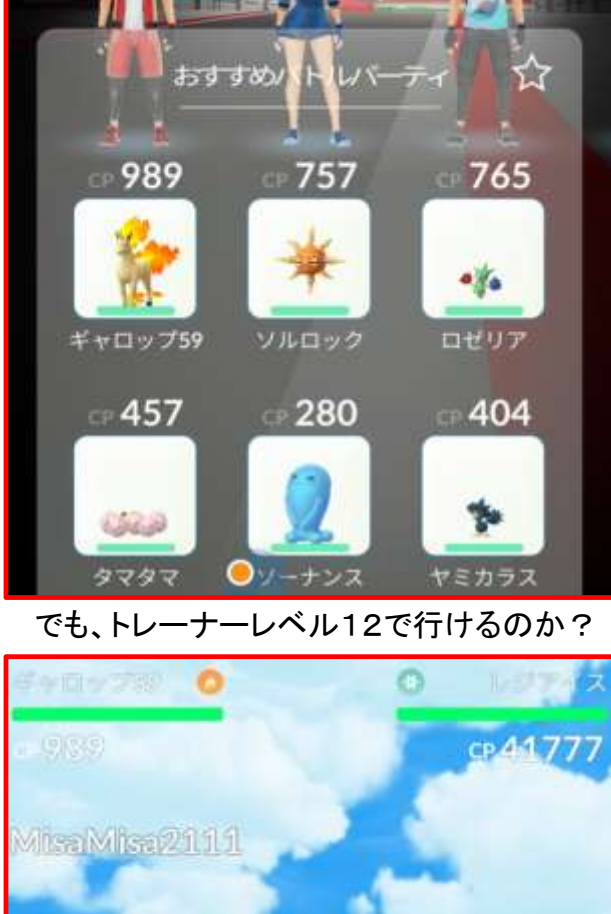 おすすめバトルパーティ
CP 989 CP 757 CP 765
ギャロップ59 ソルロック ロゼリア
CP 457 CP 280 CP 404
タマタマ ソーナンス ヤミカラス
でも、トレーナーレベル12で行けるのか?
ギャロップ59 レジアイス
CP 989 CP 41777
MisaMisa2111